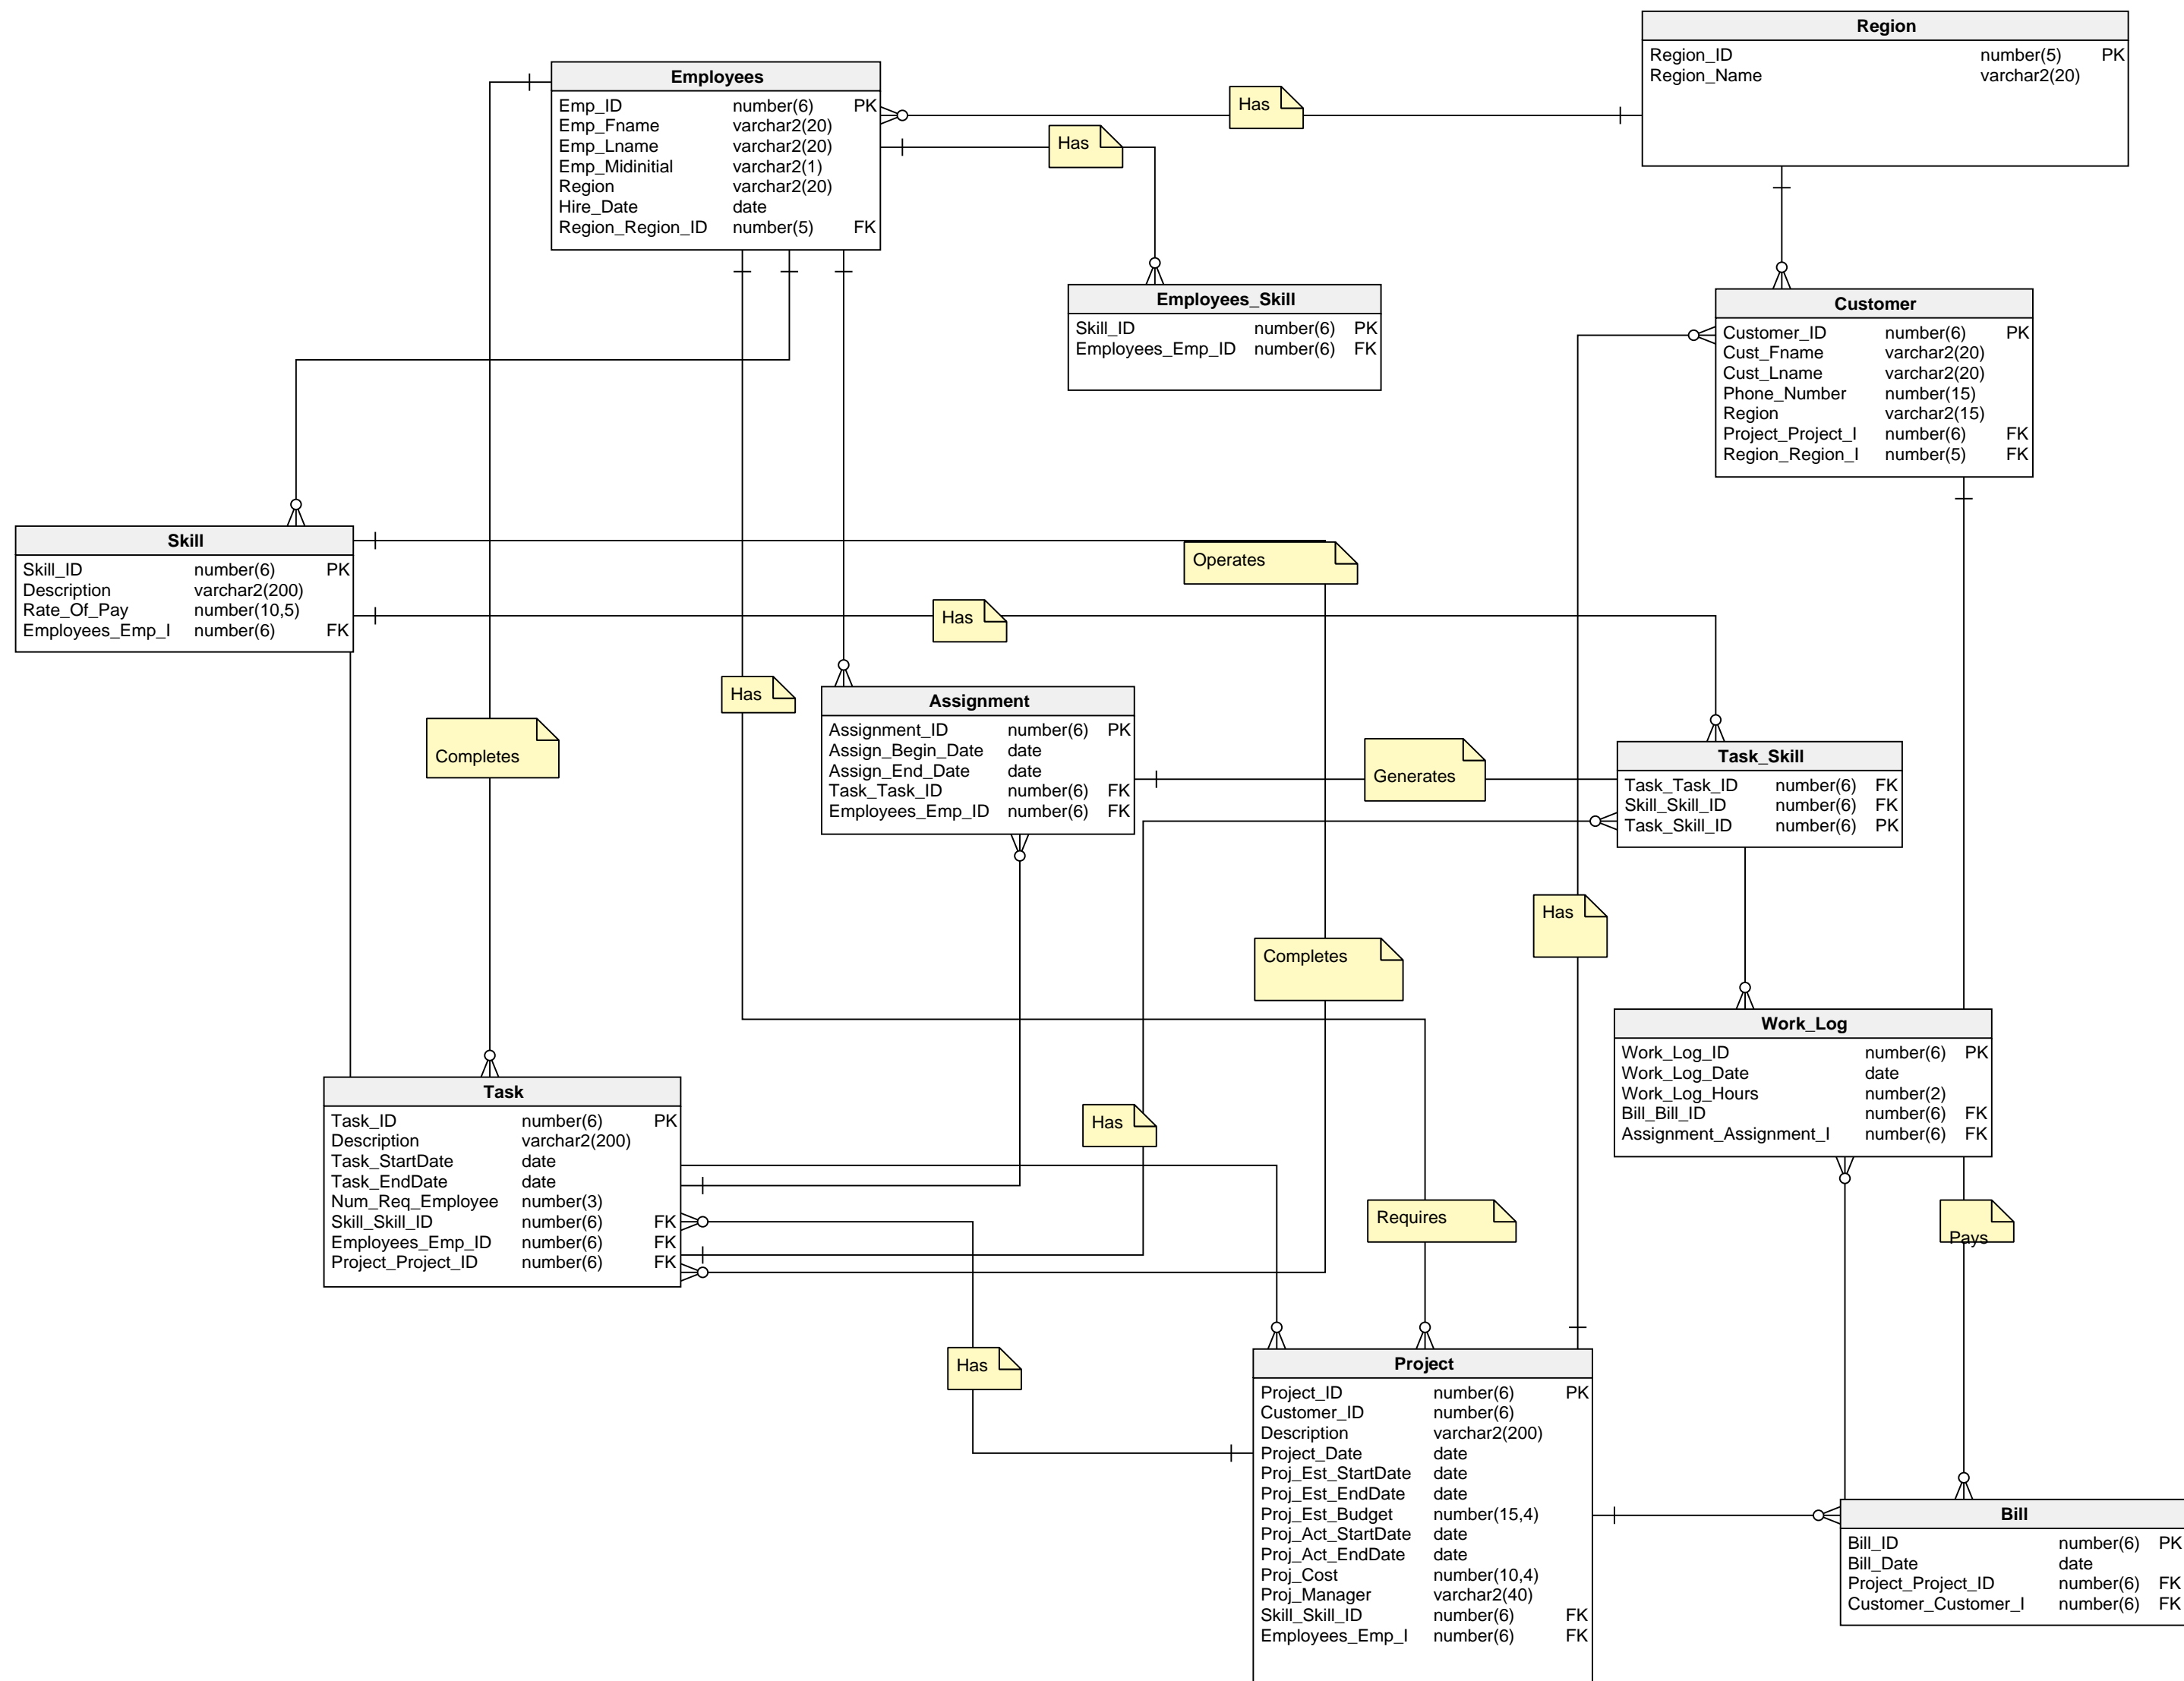 Region
Region_ID number(5) PK
Region_Name varchar2(20)
Employees
Emp_ID number(6) PK
Emp_Fname varchar2(20)
Emp_Lname varchar2(20)
Emp_Midinitial varchar2(1)
Region varchar2(20)
Hire_Date date
Region_Region_ID number(5) FK
Has
Has
Employees_Skill
Skill_ID number(6) PK
Employees_Emp_ID number(6) FK
Customer
Customer_ID number(6) PK
Cust_Fname varchar2(20)
Cust_Lname varchar2(20)
Phone_Number number(15)
Region varchar2(15)
Project_Project_I number(6) FK
Region_Region_I number(5) FK
Skill
Skill_ID number(6) PK
Description varchar2(200)
Rate_Of_Pay number(10,5)
Employees_Emp_I number(6) FK
Operates
Has
Has
Completes
Assignment
Assignment_ID number(6) PK
Assign_Begin_Date date
Assign_End_Date date
Task_Task_ID number(6) FK
Employees_Emp_ID number(6) FK
Generates
Task_Skill
Task_Task_ID number(6) FK
Skill_Skill_ID number(6) FK
Task_Skill_ID number(6) PK
Has
Completes
Work_Log
Work_Log_ID number(6) PK
Work_Log_Date date
Work_Log_Hours number(2)
Bill_Bill_ID number(6) FK
Assignment_Assignment_I number(6) FK
Task
Task_ID number(6) PK
Description varchar2(200)
Task_StartDate date
Task_EndDate date
Num_Req_Employee number(3)
Skill_Skill_ID number(6) FK
Employees_Emp_ID number(6) FK
Project_Project_ID number(6) FK
Has
Requires
Pays
Has
Project
Project_ID number(6) PK
Customer_ID number(6)
Description varchar2(200)
Project_Date date
Proj_Est_StartDate date
Proj_Est_EndDate date
Proj_Est_Budget number(15,4)
Proj_Act_StartDate date
Proj_Act_EndDate date
Proj_Cost number(10,4)
Proj_Manager varchar2(40)
Skill_Skill_ID number(6) FK
Employees_Emp_I number(6) FK
Bill
Bill_ID number(6) PK
Bill_Date date
Project_Project_ID number(6) FK
Customer_Customer_I number(6) FK